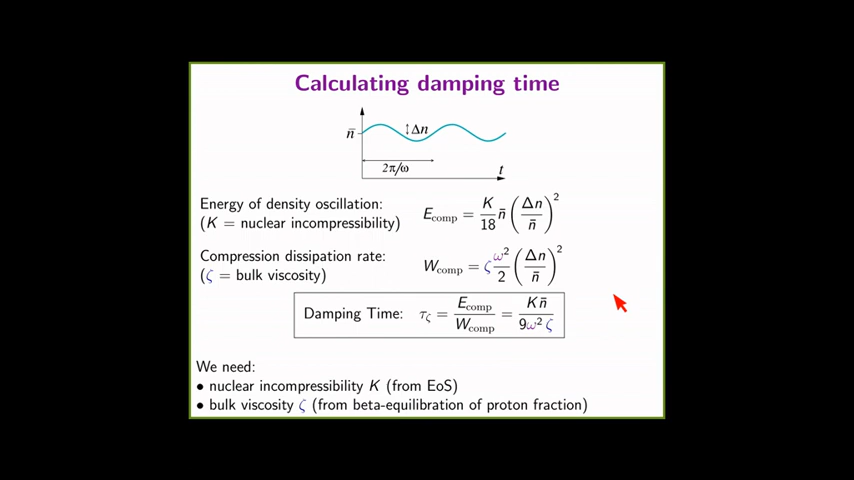 Calculating damping time
n̄
Δn
2π/ω
t
Energy of density oscillation:
(K = nuclear incompressibility)
E_comp = K/18 n̄ (Δn/n̄)²
Compression dissipation rate:
(ζ = bulk viscosity)
W_comp = ζ ω²/2 (Δn/n̄)²
Damping Time: τ_ζ = E_comp/W_comp = Kn̄/9ω²ζ
We need:
• nuclear incompressibility K (from EoS)
• bulk viscosity ζ (from beta-equilibration of proton fraction)